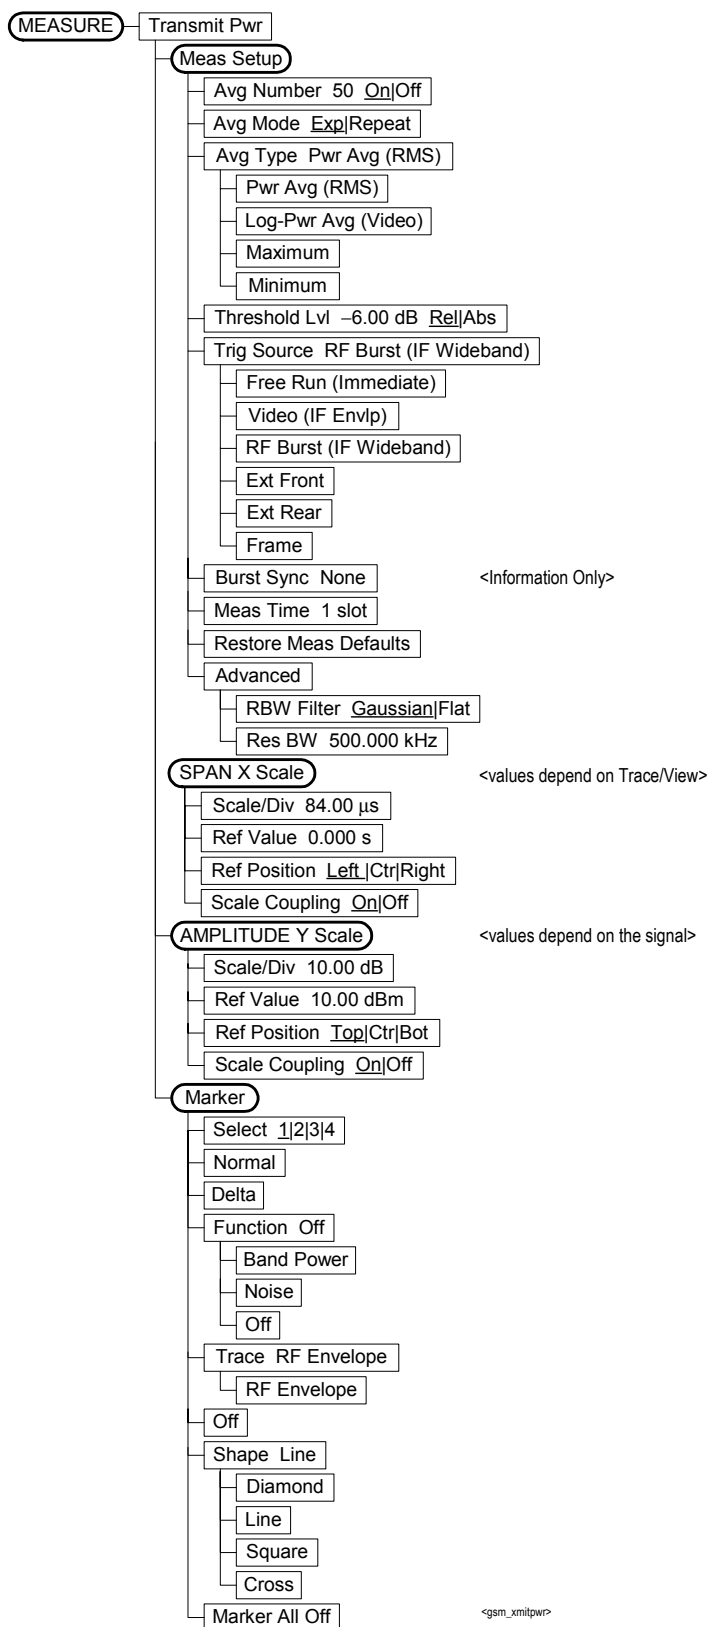 MEASURE Transmit Pwr
Meas Setup
Avg Number 50 On|Off
Avg Mode Exp|Repeat
Avg Type Pwr Avg (RMS)
Pwr Avg (RMS)
Log-Pwr Avg (Video)
Maximum
Minimum
Threshold Lvl –6.00 dB Rel|Abs
Trig Source RF Burst (IF Wideband)
Free Run (Immediate)
Video (IF Envlp)
RF Burst (IF Wideband)
Ext Front
Ext Rear
Frame
Burst Sync None <Information Only>
Meas Time 1 slot
Restore Meas Defaults
Advanced
RBW Filter Gaussian|Flat
Res BW 500.000 kHz
SPAN X Scale <values depend on Trace/View>
Scale/Div 84.00 μs
Ref Value 0.000 s
Ref Position Left |Ctr|Right
Scale Coupling On|Off
AMPLITUDE Y Scale <values depend on the signal>
Scale/Div 10.00 dB
Ref Value 10.00 dBm
Ref Position Top|Ctr|Bot
Scale Coupling On|Off
Marker
Select 1|2|3|4
Normal
Delta
Function Off
Band Power
Noise
Off
Trace RF Envelope
RF Envelope
Off
Shape Line
Diamond
Line
Square
Cross
Marker All Off <gsm_xmitpwr>